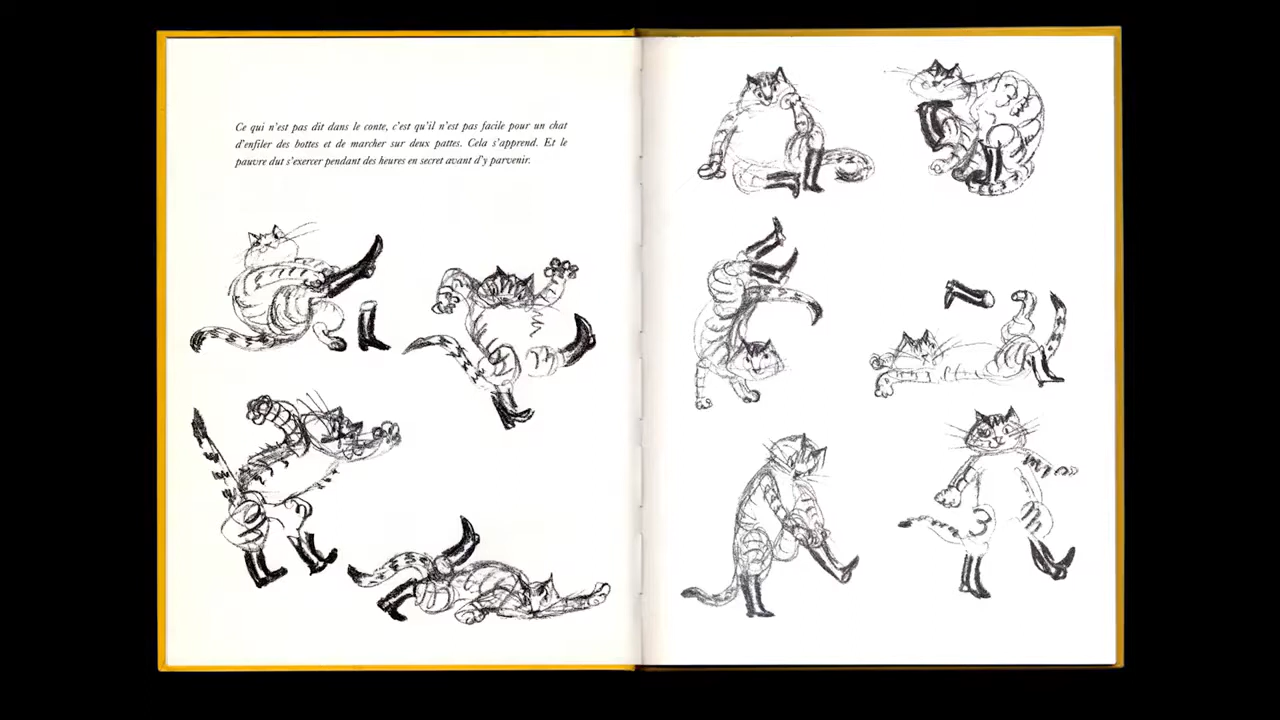 Ce qui n'est pas dit dans le conte, c'est qu'il n'est pas facile pour un chat
d'enfiler des bottes et de marcher sur deux pattes. Cela s'apprend. Et le
pauvre dut s'exercer pendant des heures en secret avant d'y parvenir.